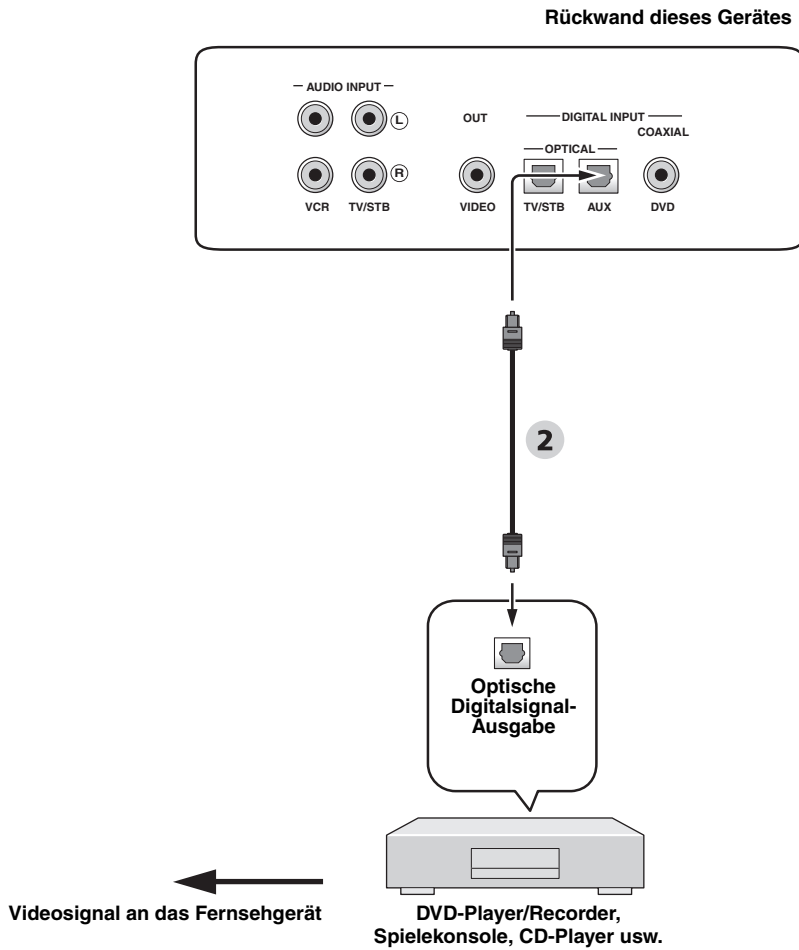 Rückwand dieses Gerätes
AUDIO INPUT
L
OUT
DIGITAL INPUT
COAXIAL
OPTICAL
R
VCR
TV/STB
VIDEO
TV/STB
AUX
DVD
2
Optische
Digitalsignal-
Ausgabe
Videosignal an das Fernsehgerät
DVD-Player/Recorder,
Spielekonsole, CD-Player usw.